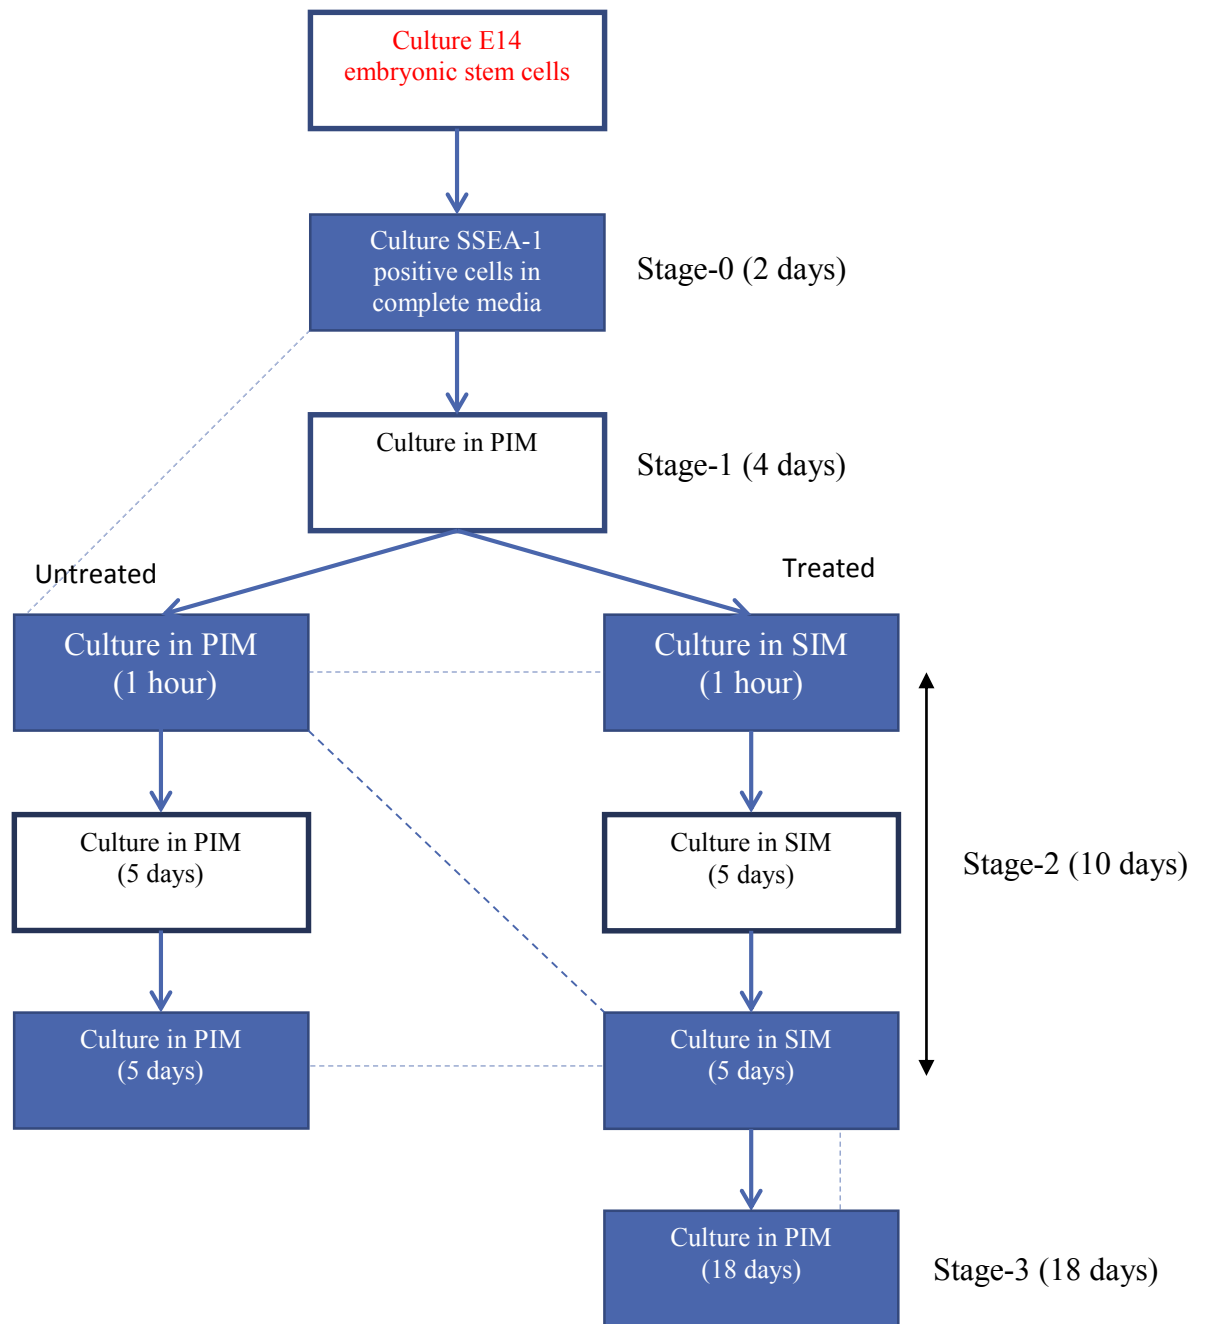 Culture E14
embryonic stem cells
Culture SSEA-1
positive cells in
complete media
Stage-0 (2 days)
Culture in PIM
Stage-1 (4 days)
Untreated
Treated
Culture in PIM
(1 hour)
Culture in SIM
(1 hour)
Culture in PIM
(5 days)
Culture in SIM
(5 days)
Stage-2 (10 days)
Culture in PIM
(5 days)
Culture in SIM
(5 days)
Culture in PIM
(18 days)
Stage-3 (18 days)